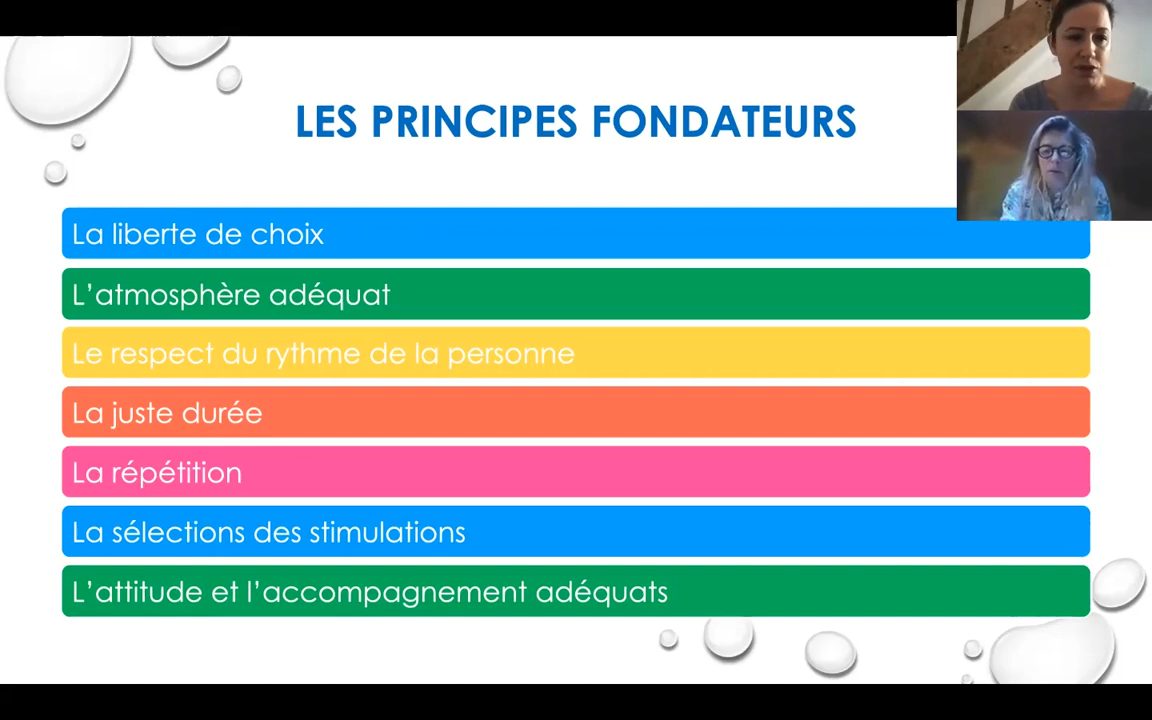 LES PRINCIPES FONDATEURS
La liberte de choix
L’atmosphère adéquat
Le respect du rythme de la personne
La juste durée
La répétition
La sélections des stimulations
L’attitude et l’accompagnement adéquats